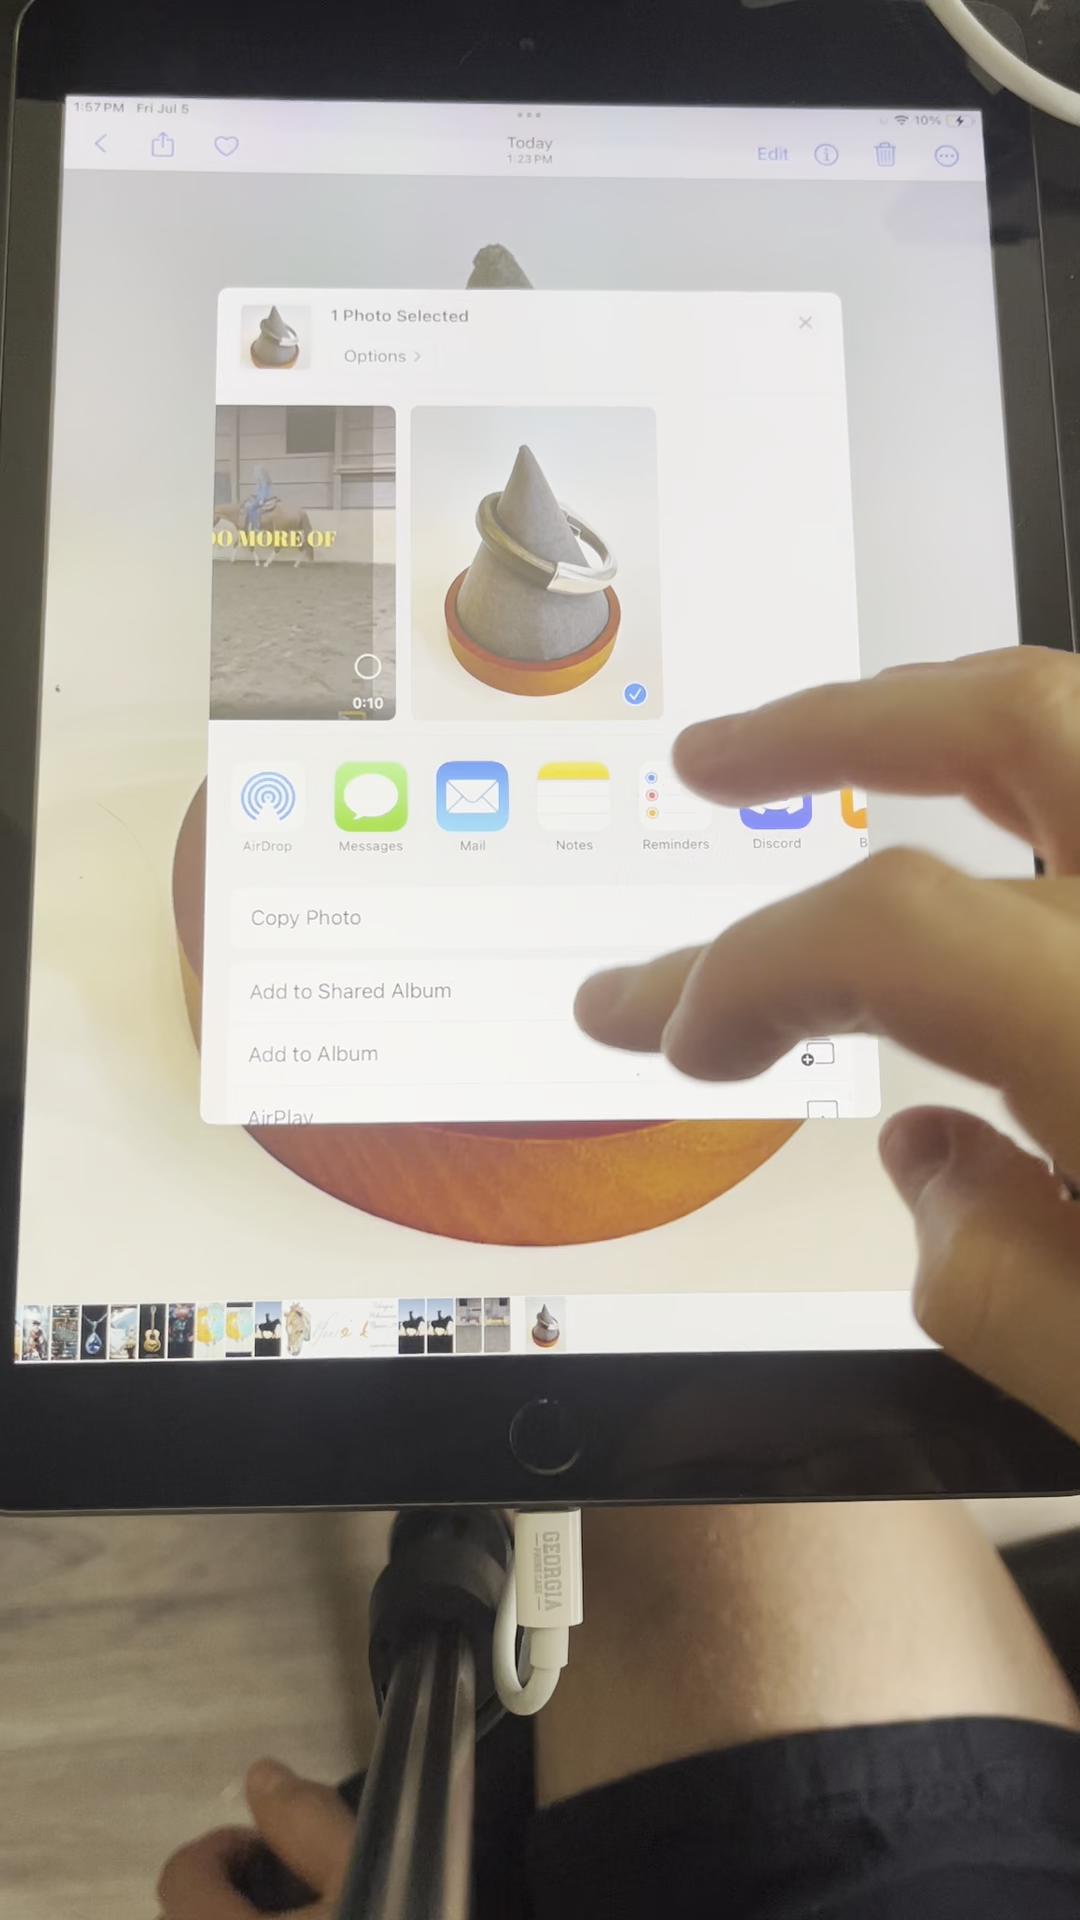 1:57 PM Fri Jul 5
10%
Today
1:23 PM
Edit
1 Photo Selected
Options
DO MORE OF
0:10
AirDrop
Messages
Mail
Notes
Reminders
Discord
B
Copy Photo
Add to Shared Album
Add to Album
AirPlay
GEORGIA